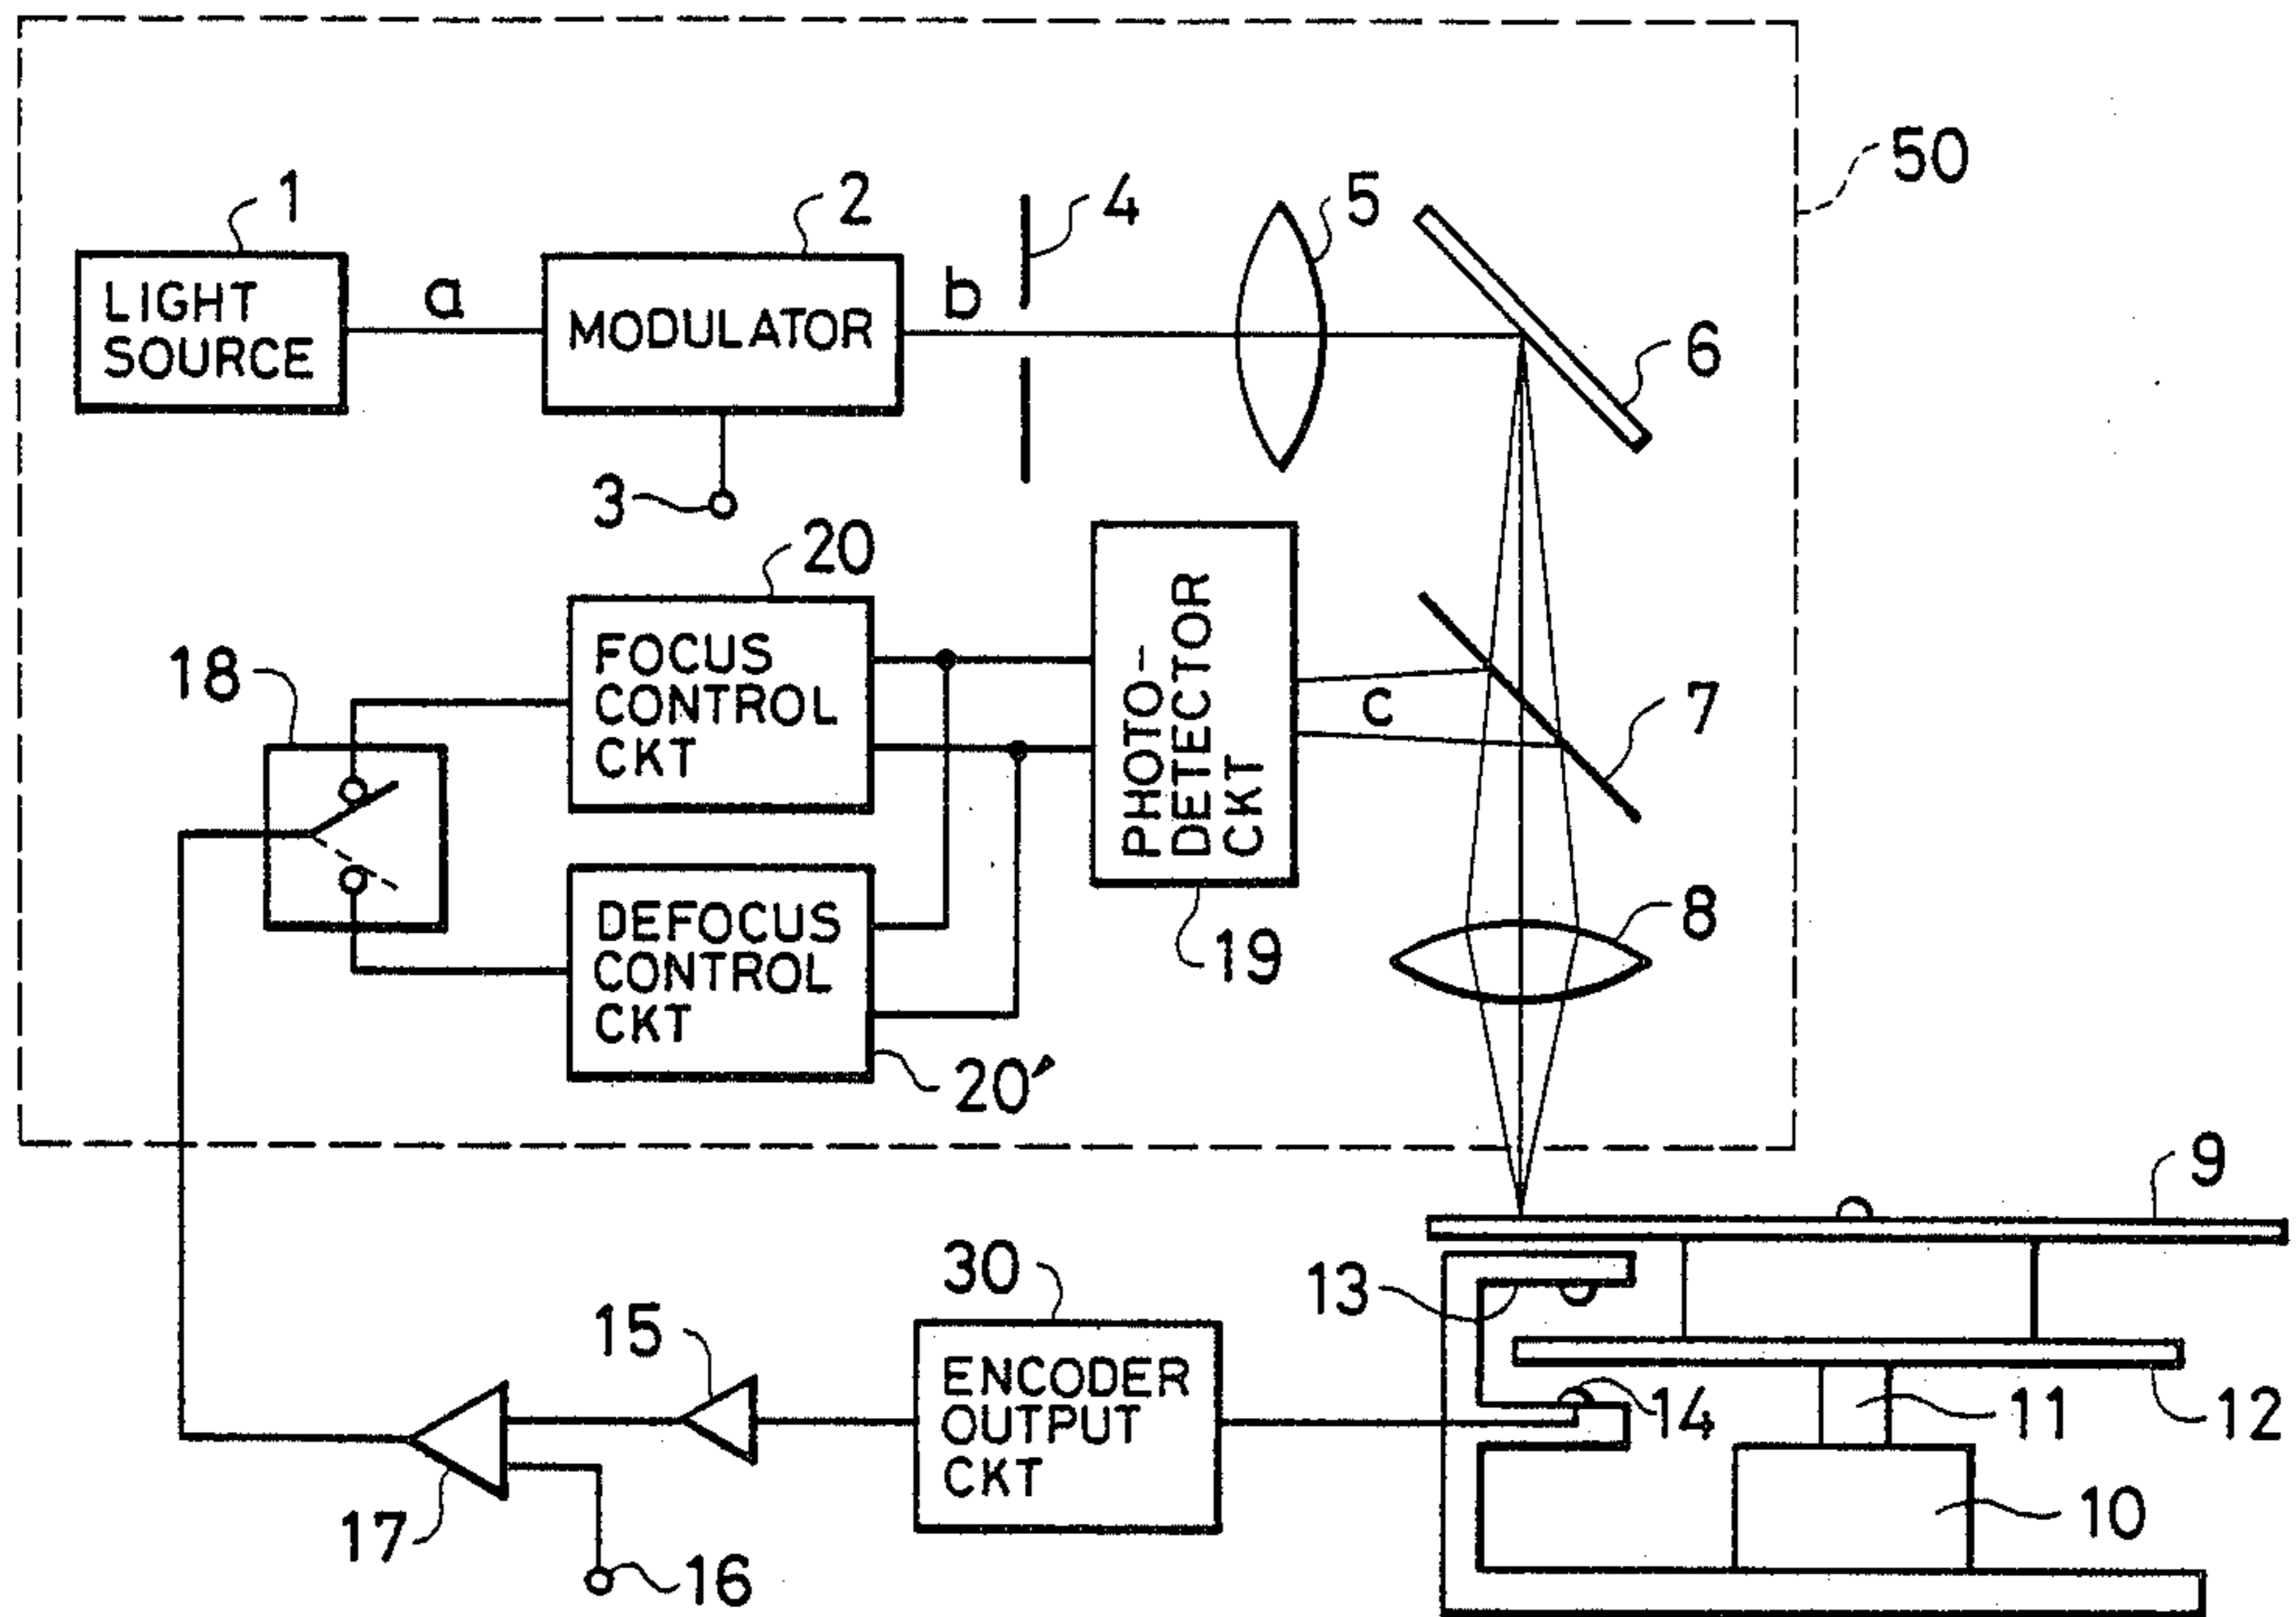 50
1
2
4
5
LIGHT
SOURCE
a
MODULATOR
b
6
3
20
18
FOCUS
CONTROL
CKT
PHOTO-
DETECTOR
CKT
c
7
DEFOCUS
CONTROL
CKT
20'
19
8
9
30
13
15
ENCODER
OUTPUT
CKT
14
11
12
17
16
10